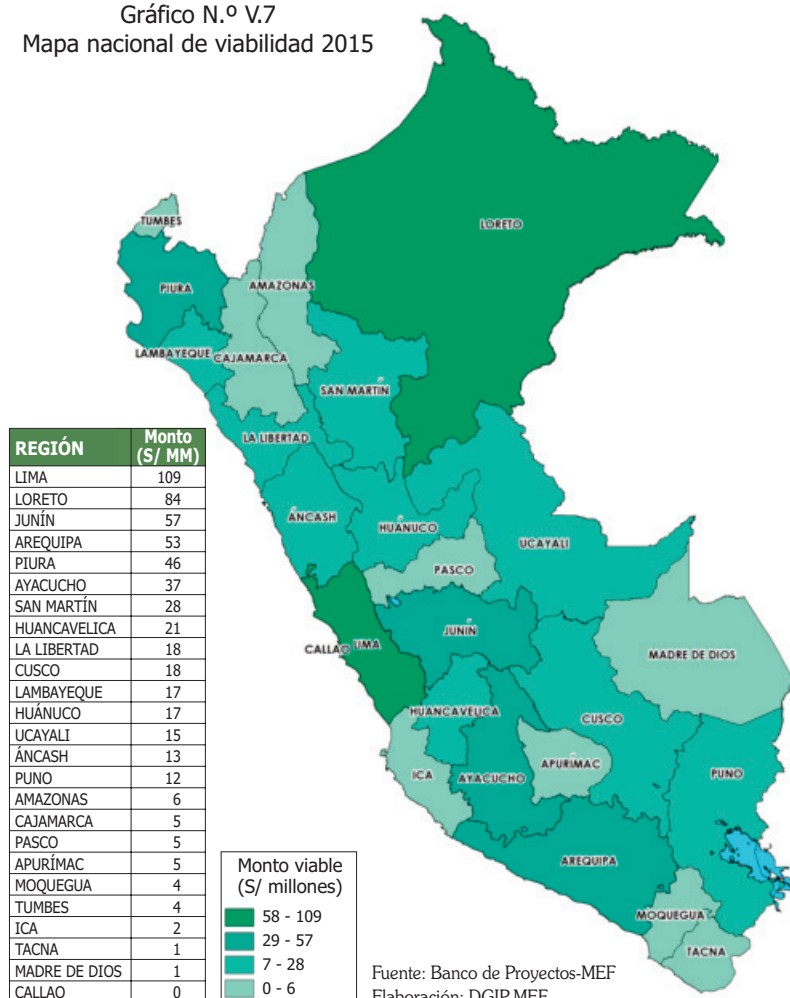 Gráfico N.º V.7
Mapa nacional de viabilidad 2015
LORETO
TUMBES
AMAZONAS
PIURA
LAMBAYEQUE
CAJAMARCA
SAN MARTÍN
LA LIBERTAD
ÁNCASH
HUÁNUCO
UCAYALI
PASCO
JUNÍN
CALLAO
LIMA
MADRE DE DIOS
HUANCAVELICA
CUSCO
ICA
AYACUCHO
APURÍMAC
PUNO
AREQUIPA
MOQUEGUA
TACNA
REGIÓN Monto (S/ MM)
LIMA 109
LORETO 84
JUNÍN 57
AREQUIPA 53
PIURA 46
AYACUCHO 37
SAN MARTÍN 28
HUANCAVELICA 21
LA LIBERTAD 18
CUSCO 18
LAMBAYEQUE 17
HUÁNUCO 17
UCAYALI 15
ÁNCASH 13
PUNO 12
AMAZONAS 6
CAJAMARCA 5
PASCO 5
APURÍMAC 5
MOQUEGUA 4
TUMBES 4
ICA 2
TACNA 1
MADRE DE DIOS 1
CALLAO 0
Monto viable
(S/ millones)
58 - 109
29 - 57
7 - 28
0 - 6
Fuente: Banco de Proyectos-MEF
Elaboración: DGIP MEF